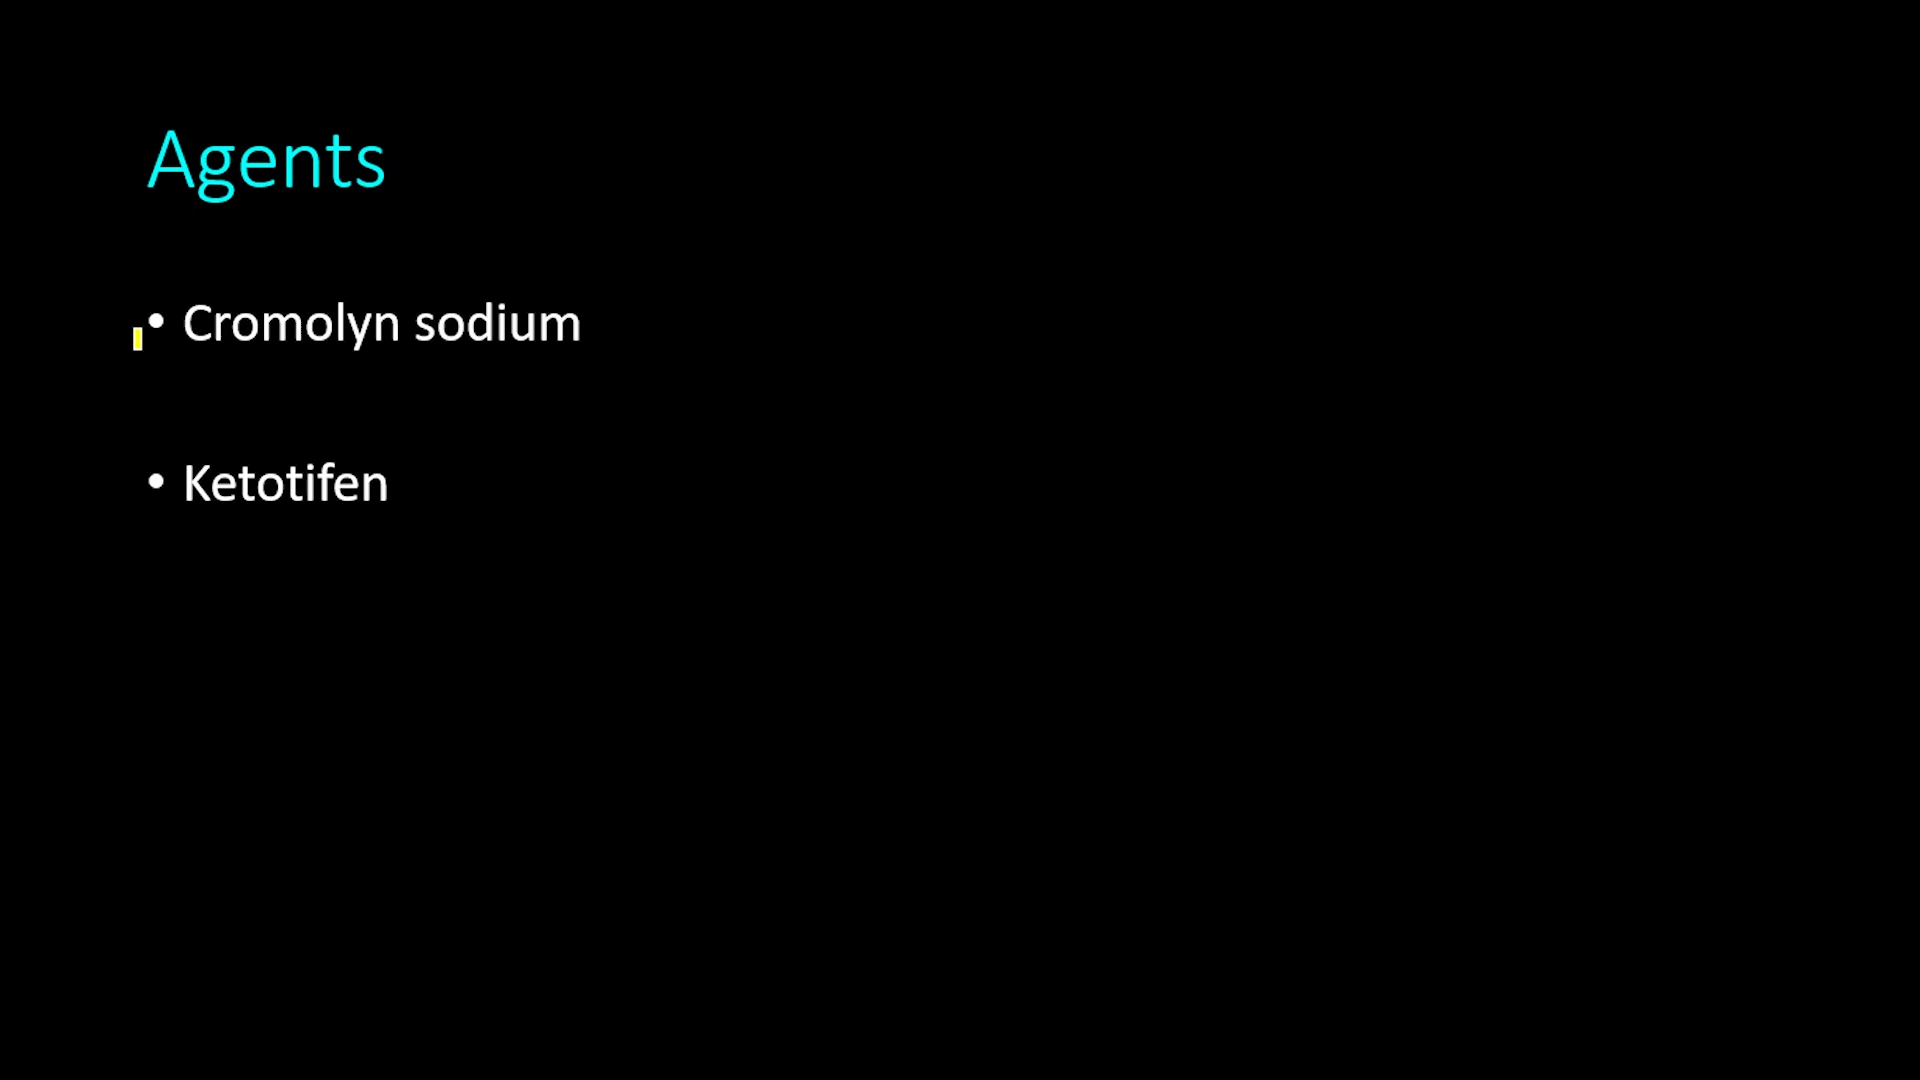 Agents
• Cromolyn sodium
• Ketotifen